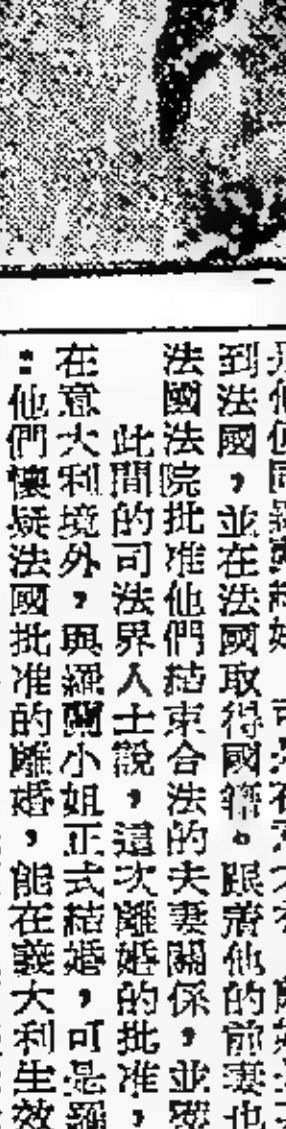 到法國，並在法國取得國籍。跟着他的前妻也
法國法院批准他們結束合法的夫妻關係，並
此間的司法界人士說，這次離婚的批准，
在意大利境外，與羅蘭小姐正式結婚，可是羅
：他們懷疑法國批准的離婚，能在義大利生效